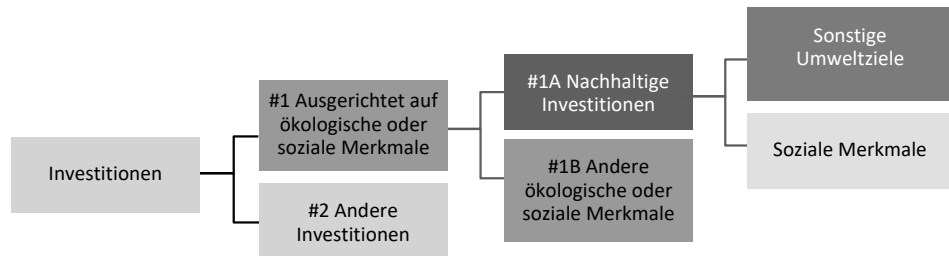 Investitionen
#1 Ausgerichtet auf
ökologische oder
soziale Merkmale
#2 Andere
Investitionen
#1A Nachhaltige
Investitionen
#1B Andere
ökologische oder
soziale Merkmale
Sonstige
Umweltziele
Soziale Merkmale